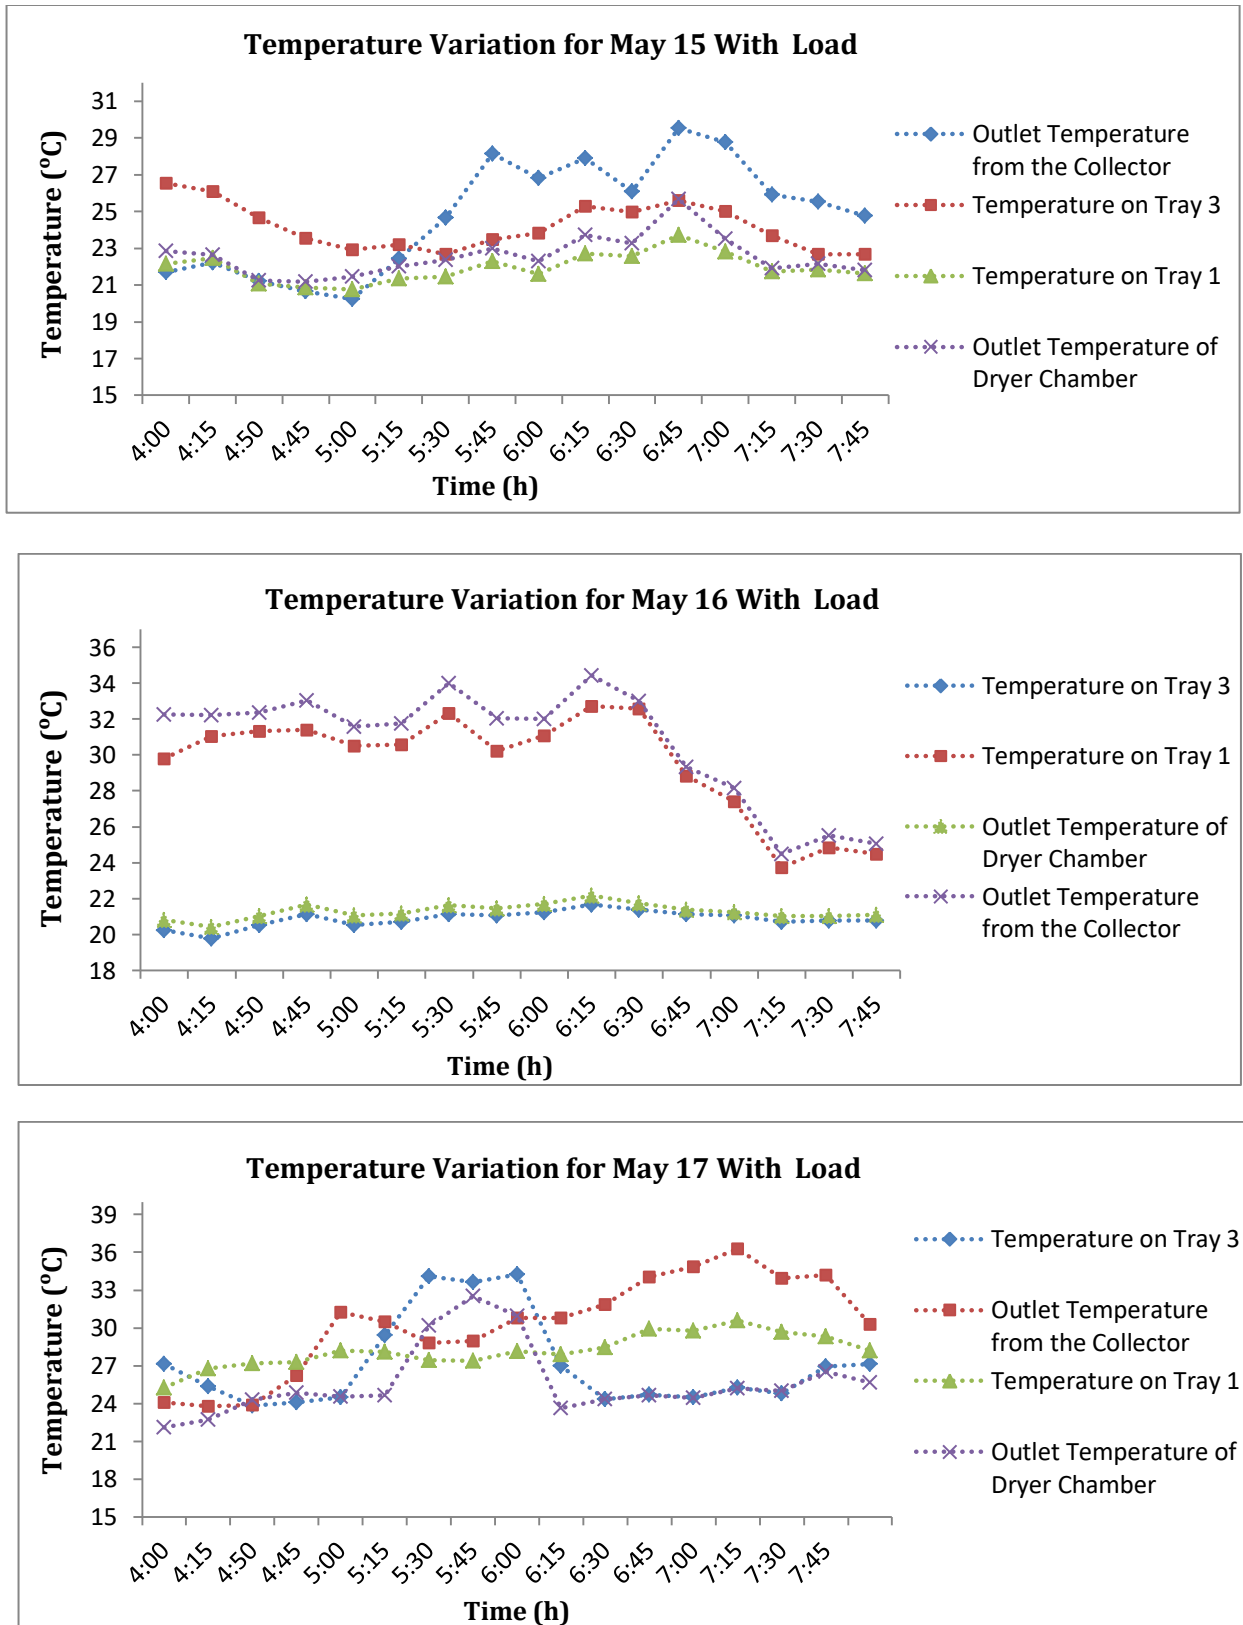 Temperature Variation for May 15 With  Load
Temperature (ºC)
31
29
27
25
23
21
19
17
15
4:00
4:15
4:50
4:45
5:00
5:15
5:30
5:45
6:00
6:15
6:30
6:45
7:00
7:15
7:30
7:45
Time (h)
Outlet Temperature
from the Collector
Temperature on Tray 3
Temperature on Tray 1
Outlet Temperature of
Dryer Chamber
Temperature Variation for May 16 With  Load
Temperature (ºC)
36
34
32
30
28
26
24
22
20
18
4:00
4:15
4:50
4:45
5:00
5:15
5:30
5:45
6:00
6:15
6:30
6:45
7:00
7:15
7:30
7:45
Time (h)
Temperature on Tray 3
Temperature on Tray 1
Outlet Temperature of
Dryer Chamber
Outlet Temperature
from the Collector
Temperature Variation for May 17 With  Load
Temperature (ºC)
39
36
33
30
27
24
21
18
15
4:00
4:15
4:50
4:45
5:00
5:15
5:30
5:45
6:00
6:15
6:30
6:45
7:00
7:15
7:30
7:45
Time (h)
Temperature on Tray 3
Outlet Temperature
from the Collector
Temperature on Tray 1
Outlet Temperature of
Dryer Chamber